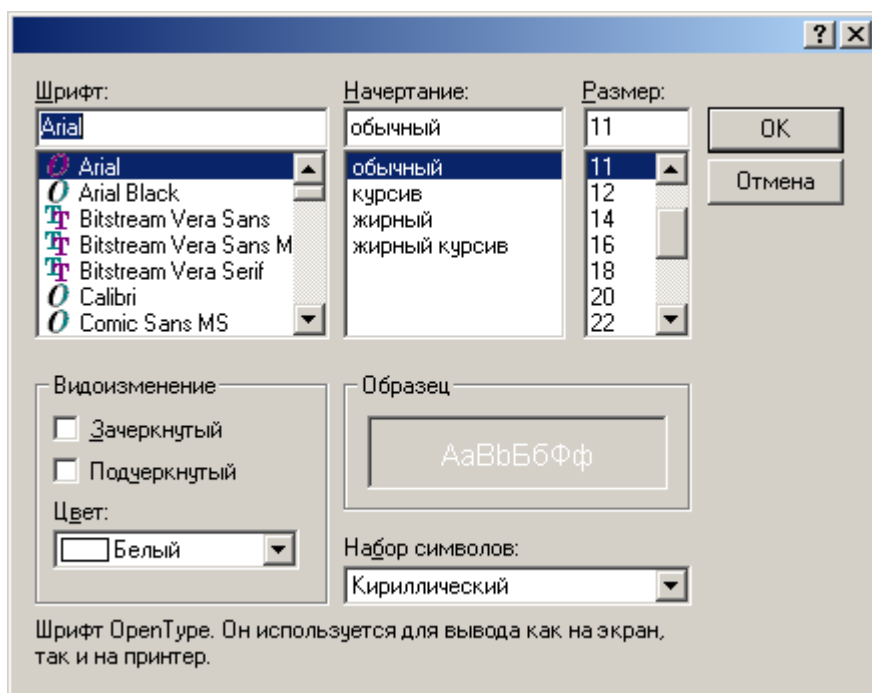 Шрифт:
Arial
Arial
Arial Black
Bitstream Vera Sans
Bitstream Vera Sans M
Bitstream Vera Serif
Calibri
Comic Sans MS
Начертание:
обычный
обычный
курсив
жирный
жирный курсив
Размер:
11
11
12
14
16
18
20
22
OK
Отмена
Видоизменение
Зачеркнутый
Подчеркнутый
Цвет:
Белый
Образец
АаВbБбФф
Набор символов:
Кириллический
Шрифт OpenType. Он используется для вывода как на экран,
так и на принтер.